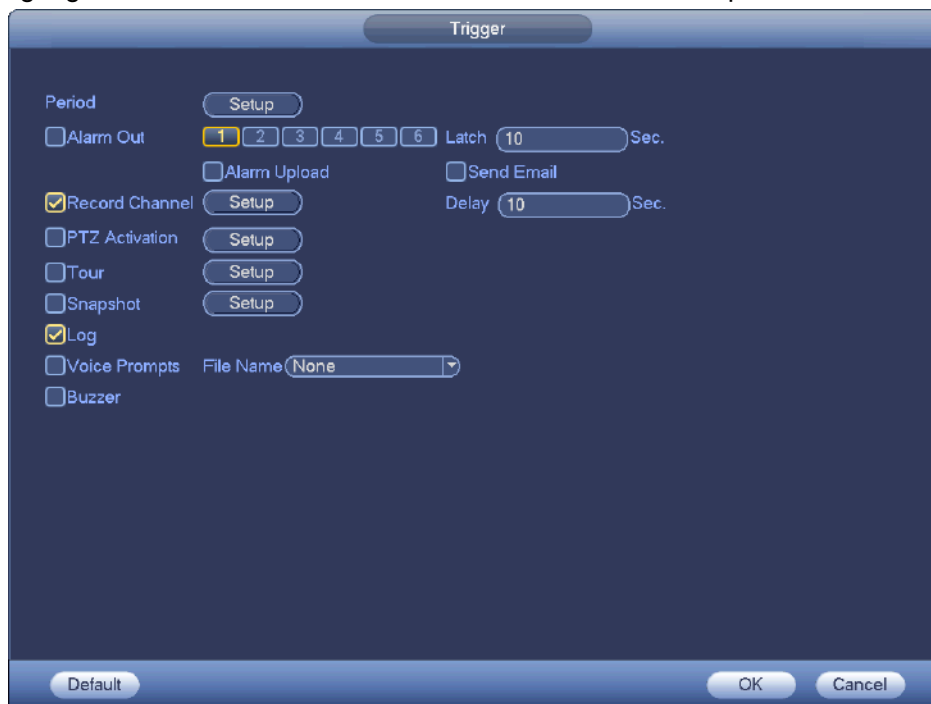 Trigger
Period Setup
Alarm Out 1 2 3 4 5 6 Latch 10 Sec.
Alarm Upload Send Email
Record Channel Setup Delay 10 Sec.
PTZ Activation Setup
Tour Setup
Snapshot Setup
Log
Voice Prompts File Name None
Buzzer
Default OK Cancel